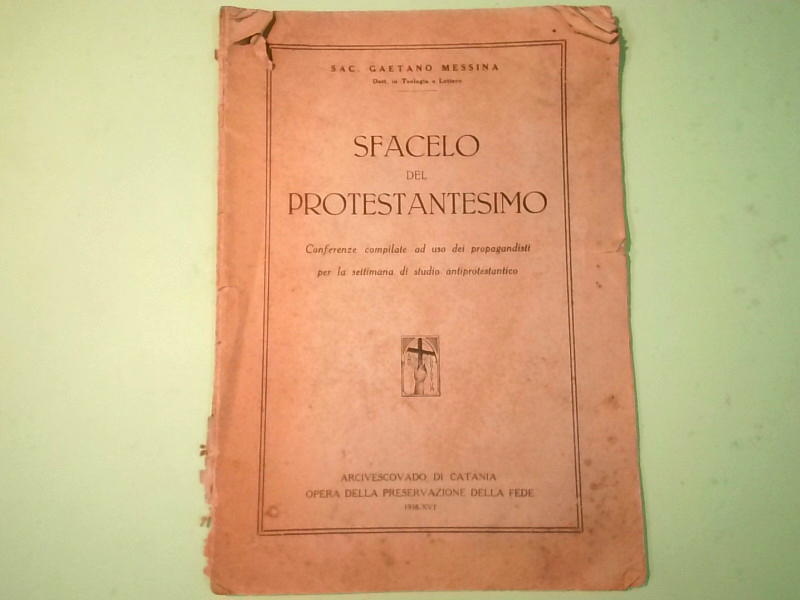 SAC. GAETANO MESSINA
Dott. in Teologia e Lettere
SFACELO
DEL
PROTESTANTESIMO
Conferenze compilate ad uso dei propagandisti
per la settimana di studio antiprotestantico
ARCIVESCOVADO DI CATANIA
OPERA DELLA PRESERVAZIONE DELLA FEDE
1938-XVI